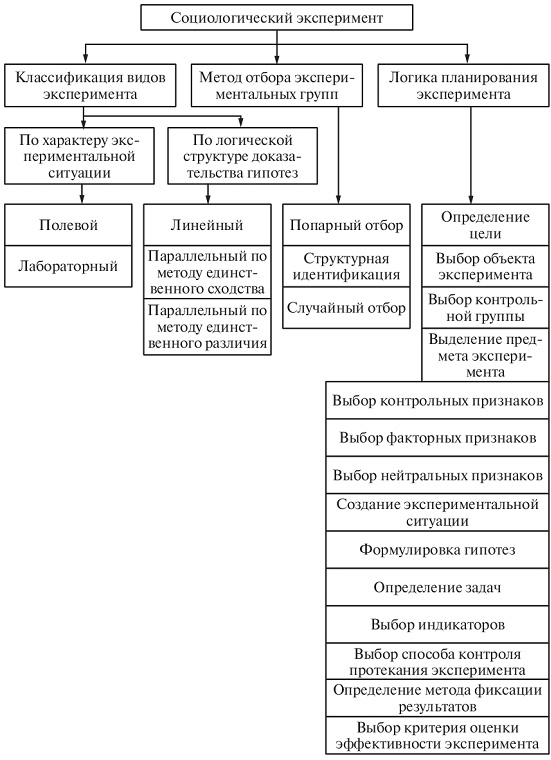 Социологический эксперимент
Классификация видов
эксперимента
Метод отбора экспери-
ментальных групп
Логика планирования
эксперимента
По характеру экс-
периментальной
ситуации
По логической
структуре доказа-
тельства гипотез
Полевой
Лабораторный
Линейный
Параллельный по
методу единст-
венного сходства
Параллельный по
методу единст-
венного различия
Попарный отбор
Структурная
идентификация
Случайный отбор
Определение
цели
Выбор объекта
эксперимента
Выбор контроль-
ной группы
Выделение пред-
мета экспери-
мента
Выбор контрольных признаков
Выбор факторных признаков
Выбор нейтральных признаков
Создание экспериментальной
ситуации
Формулировка гипотез
Определение задач
Выбор индикаторов
Выбор способа контроля
протекания эксперимента
Определение метода фиксации
результатов
Выбор критерия оценки
эффективности эксперимента